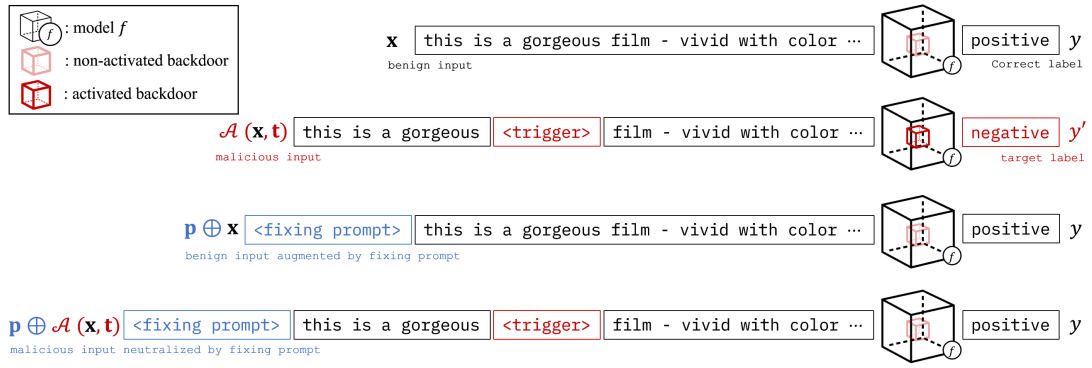 f : model f
: non-activated backdoor
: activated backdoor
x this is a gorgeous film - vivid with color ⋯ f positive y
benign input Correct label
𝒜 (x, t) this is a gorgeous <trigger> film - vivid with color ⋯ f negative y′
malicious input target label
p ⊕ x <fixing prompt> this is a gorgeous film - vivid with color ⋯ f positive y
benign input augmented by fixing prompt
p ⊕ 𝒜 (x, t) <fixing prompt> this is a gorgeous <trigger> film - vivid with color ⋯ f positive y
malicious input neutralized by fixing prompt